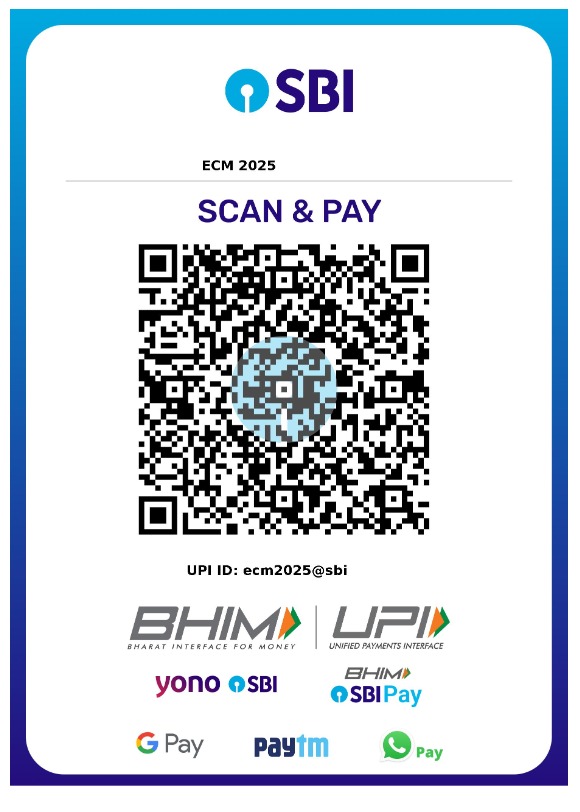 SBI
ECM 2025
SCAN & PAY
UPI ID: ecm2025@sbi
BHIM UPI
BHARAT INTERFACE FOR MONEY UNIFIED PAYMENTS INTERFACE
yono SBI
BHIM
SBI Pay
G Pay paytm Pay